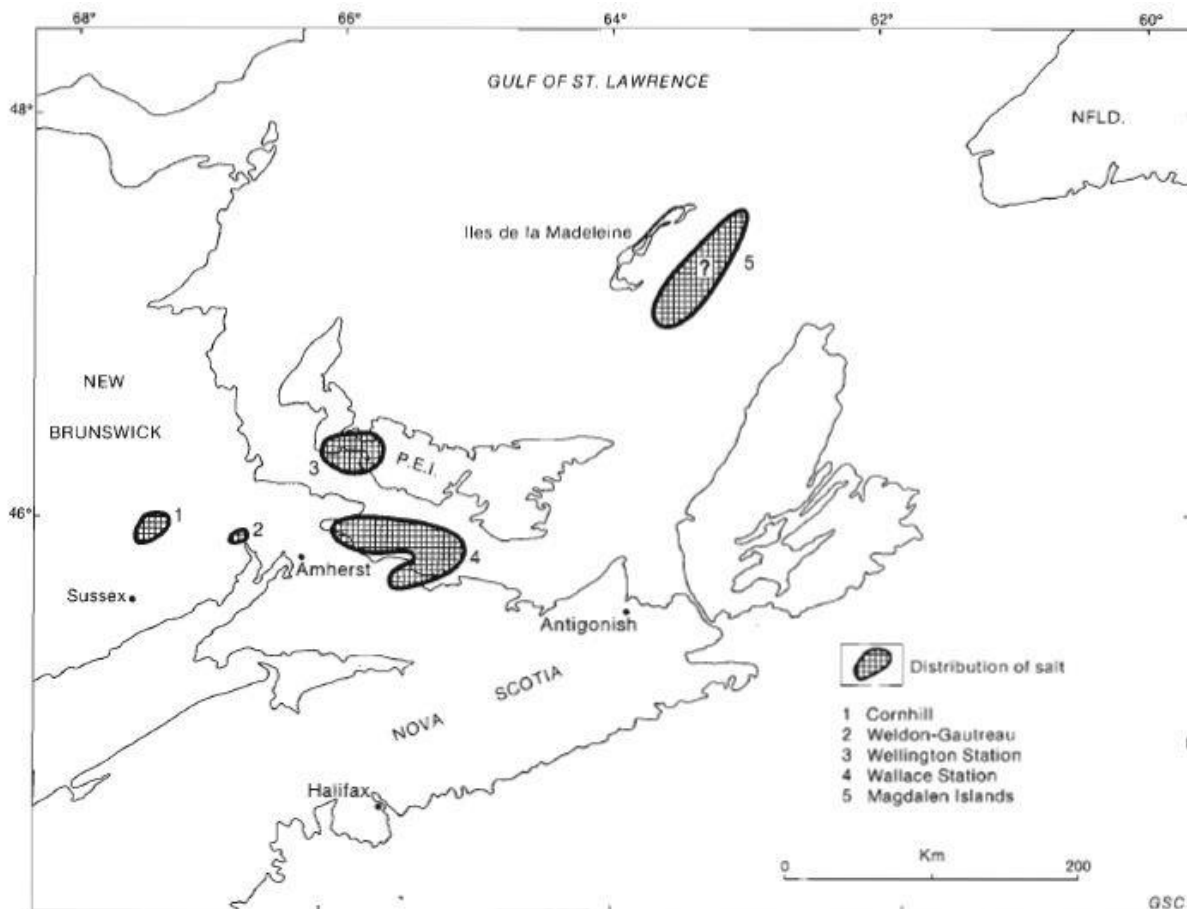 68° 66° 64° 62° 60°
GULF OF ST. LAWRENCE
48°
NFLD.
Iles de la Madeleine
? 5
NEW
BRUNSWICK
3 P.E.I.
46°
1 2
4
Amherst
Sussex
Antigonish
Distribution of salt
NOVA SCOTIA
1 Cornhill
2 Weldon-Gautreau
3 Wellington Station
4 Wallace Station
5 Magdalen Islands
Halifax
Km
0 200
GSC